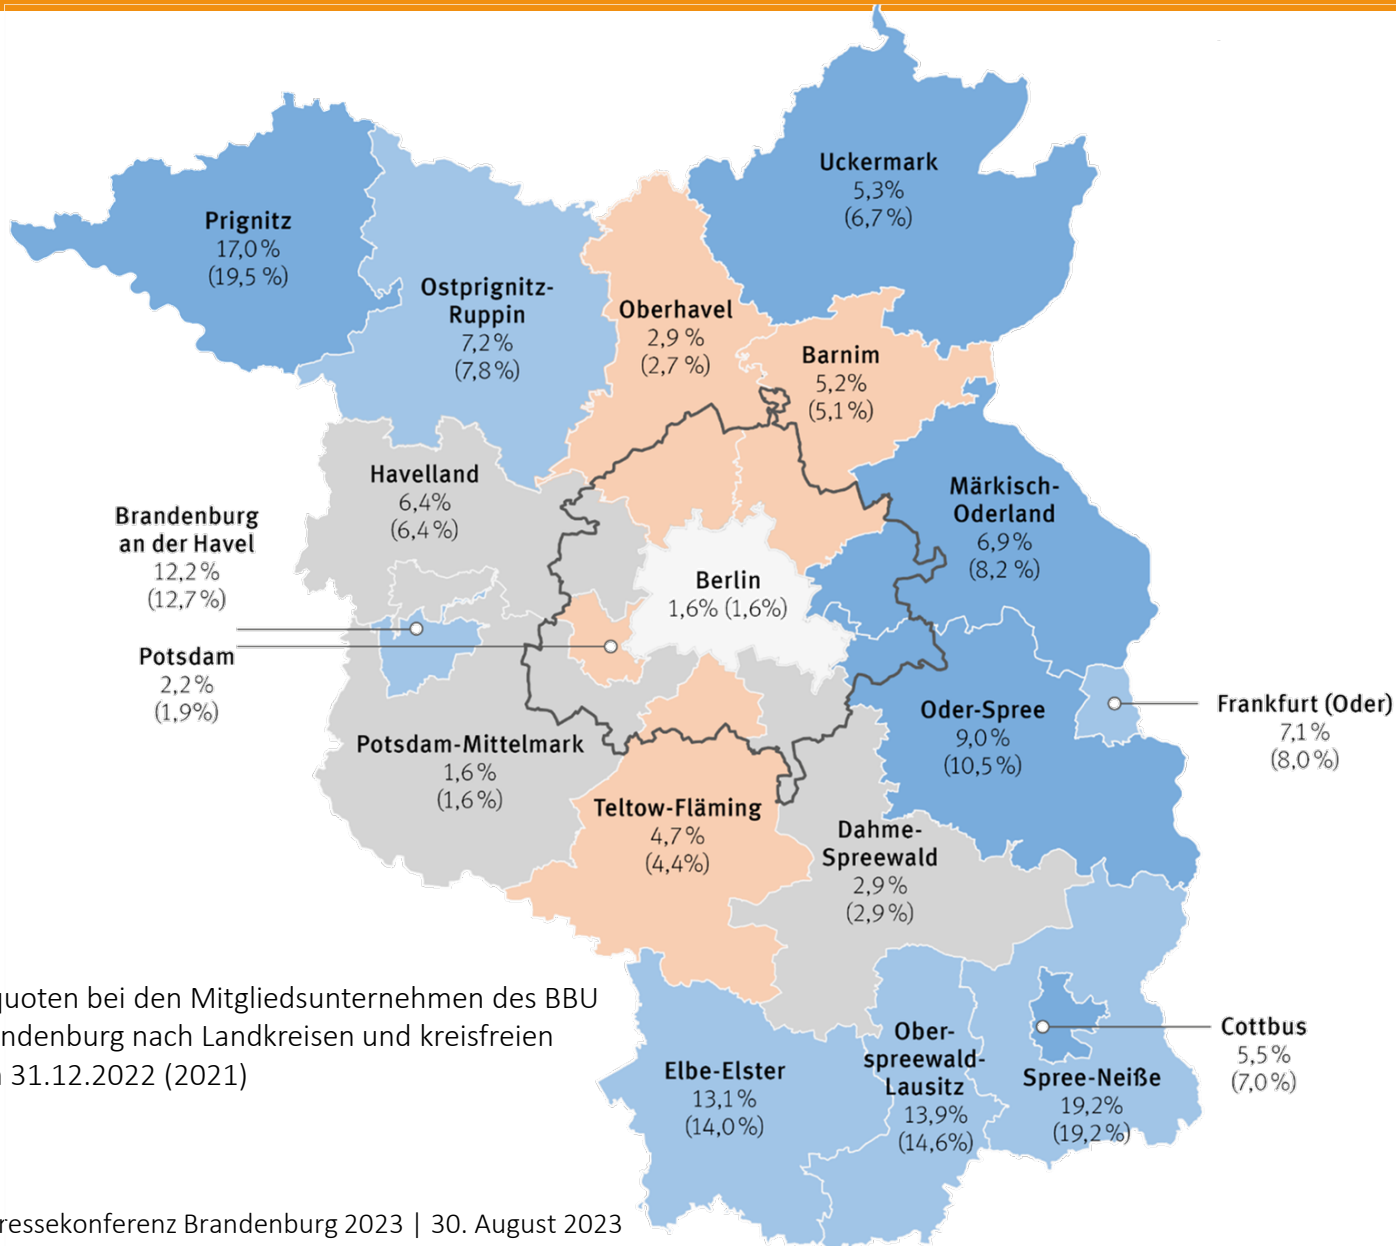 Uckermark
5,3%
(6,7%)
Prignitz
17,0%
(19,5 %)
Ostprignitz-
Ruppin
7,2%
(7,8%)
Oberhavel
2,9 %
(2,7 %)
Barnim
5,2%
(5,1%)
Havelland
6,4%
(6,4%)
Märkisch-
Oderland
6,9%
(8,2 %)
Brandenburg
an der Havel
12,2%
(12,7%)
Berlin
1,6% (1,6%)
Potsdam
2,2%
(1,9%)
Oder-Spree
9,0%
(10,5%)
Frankfurt (Oder)
7,1%
(8,0%)
Potsdam-Mittelmark
1,6%
(1,6%)
Teltow-Fläming
4,7%
(4,4%)
Dahme-
Spreewald
2,9%
(2,9%)
quoten bei den Mitgliedsunternehmen des BBU
ndenburg nach Landkreisen und kreisfreien
31.12.2022 (2021)
Elbe-Elster
13,1%
(14,0%)
Ober-
spreewald-
Lausitz
13,9%
(14,6%)
Spree-Neiße
19,2%
(19,2%)
Cottbus
5,5%
(7,0%)
ressekonferenz Brandenburg 2023 | 30. August 2023